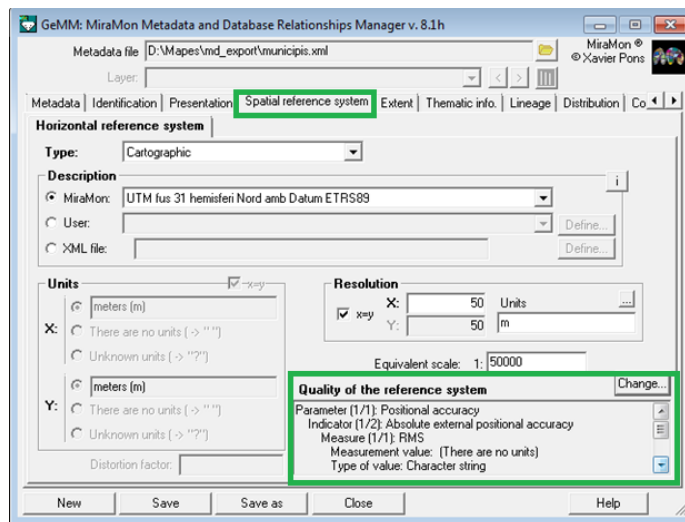 GeMM: MiraMon Metadata and Database Relationships Manager v. 8.1h
Metadata file D:\Mapes\md_export\municipis.xml MiraMon ®
© Xavier Pons
Layer:
Metadata Identification Presentation Spatial reference system Extent Thematic info. Lineage Distribution Co
Horizontal reference system
Type: Cartographic
Description
i
MiraMon: UTM fus 31 hemisferi Nord amb Datum ETRS89
User: Define...
XML file: Define...
Units x=y
X: meters (m)
There are no units ( -> " ")
Unknown units ( -> "?")
Y: meters (m)
There are no units ( -> " ")
Unknown units ( -> "?")
Distortion factor:
Resolution
x=y X: 50 Units ...
Y: 50 m
Equivalent scale: 1: 50000
Quality of the reference system Change...
Parameter (1/1): Positional accuracy
Indicator (1/2): Absolute external positional accuracy
Measure (1/1): RMS
Measurement value: (There are no units)
Type of value: Character string
New Save Save as Close Help